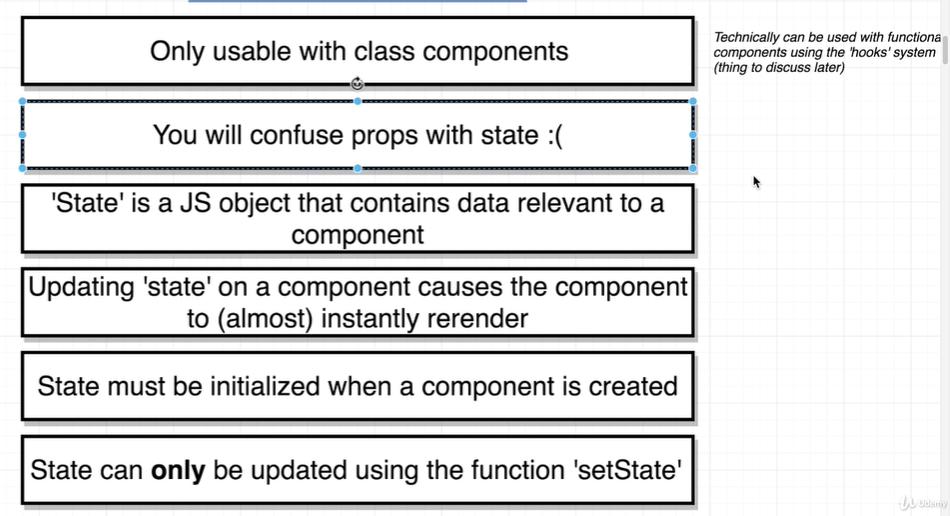 Only usable with class components
Technically can be used with functiona
components using the 'hooks' system
(thing to discuss later)
You will confuse props with state :(
'State' is a JS object that contains data relevant to a
component
Updating 'state' on a component causes the component
to (almost) instantly rerender
State must be initialized when a component is created
State can only be updated using the function 'setState'
Udemy